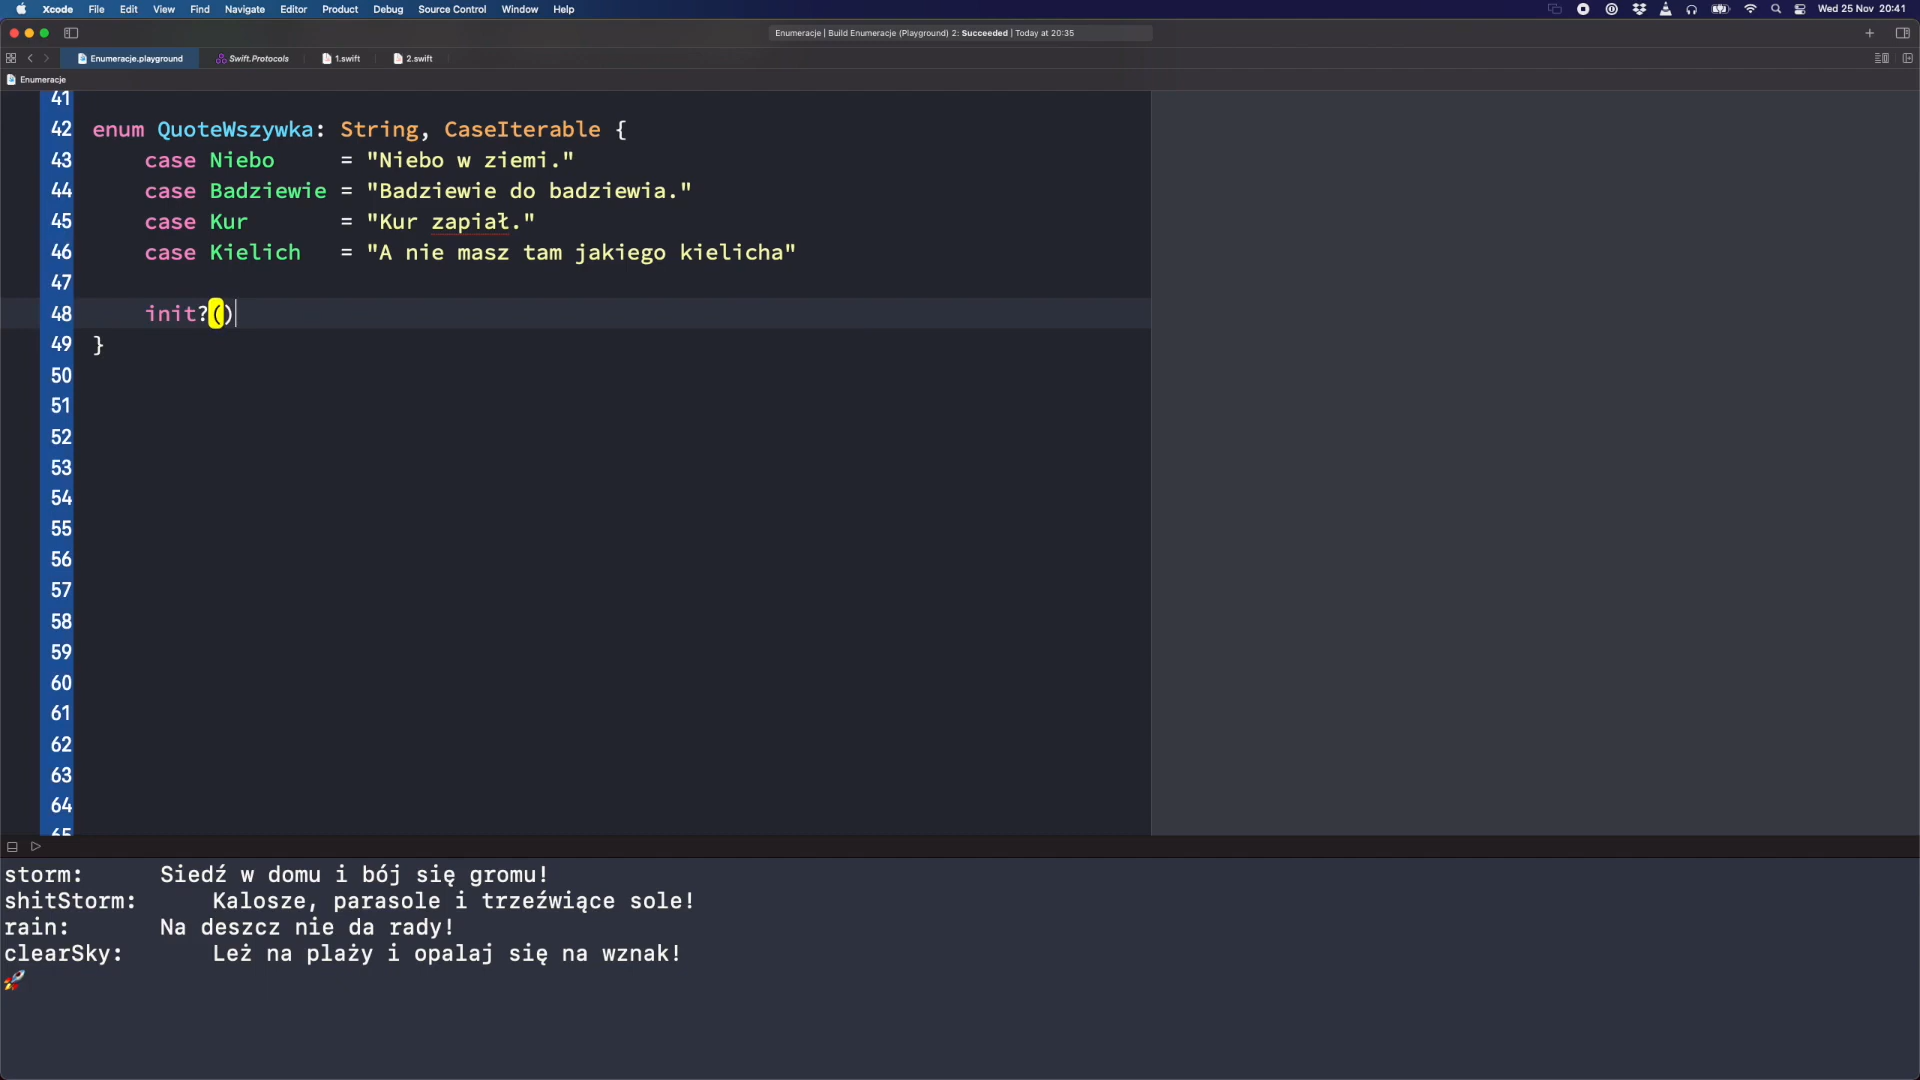 Xcode File Edit View Find Navigate Editor Product Debug Source Control Window Help Wed 25 Nov 20:41
Enumeracje | Build Enumeracje (Playground) 2: Succeeded | Today at 20:35
Enumeracje.playground Swift.Protocols 1.swift 2.swift
Enumeracje
41
42 enum QuoteWszywka: String, CaseIterable {
43 case Niebo = "Niebo w ziemi."
44 case Badziewie = "Badziewie do badziewia."
45 case Kur = "Kur zapiał."
46 case Kielich = "A nie masz tam jakiego kielicha"
47
48 init?()
49 }
50
51
52
53
54
55
56
57
58
59
60
61
62
63
64
65
storm: Siedź w domu i bój się gromu!
shitStorm: Kalosze, parasole i trzeźwiące sole!
rain: Na deszcz nie da rady!
clearSky: Leż na plaży i opalaj się na wznak!
🚀